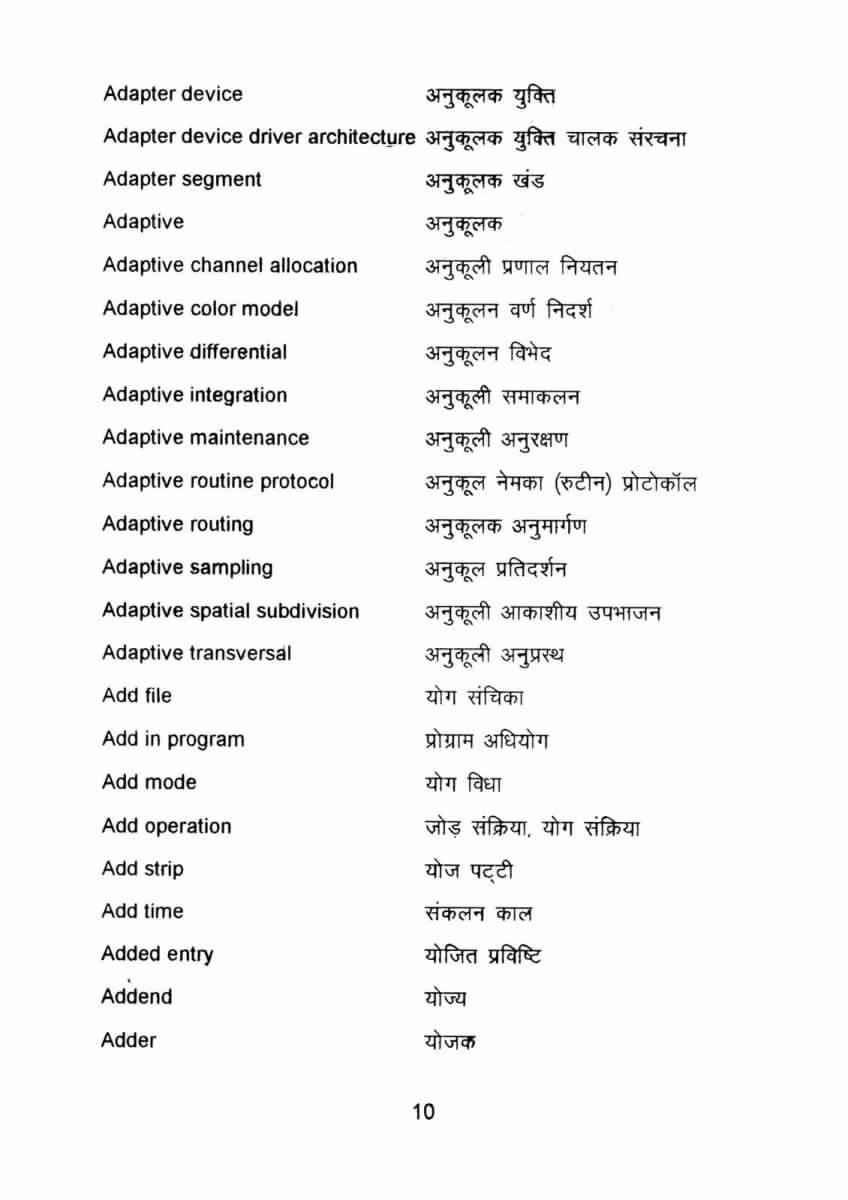 Adapter device अनुकूलक युक्ति
Adapter device driver architecture अनुकूलक युक्ति चालक संरचना
Adapter segment अनुकूलक खंड
Adaptive अनुकूलक
Adaptive channel allocation अनुकूली प्रणाल नियतन
Adaptive color model अनुकूलन वर्ण निदर्श
Adaptive differential अनुकूलन विभेद
Adaptive integration अनुकूली समाकलन
Adaptive maintenance अनुकूली अनुरक्षण
Adaptive routine protocol अनुकूल नेमका (रुटीन) प्रोटोकॉल
Adaptive routing अनुकूलक अनुमार्गण
Adaptive sampling अनुकूल प्रतिदर्शन
Adaptive spatial subdivision अनुकूली आकाशीय उपभाजन
Adaptive transversal अनुकूली अनुप्रस्थ
Add file योग संचिका
Add in program प्रोग्राम अधियोग
Add mode योग विधा
Add operation जोड़ संक्रिया, योग संक्रिया
Add strip योज पट्टी
Add time संकलन काल
Added entry योजित प्रविष्टि
Addend योज्य
Adder योजक
10